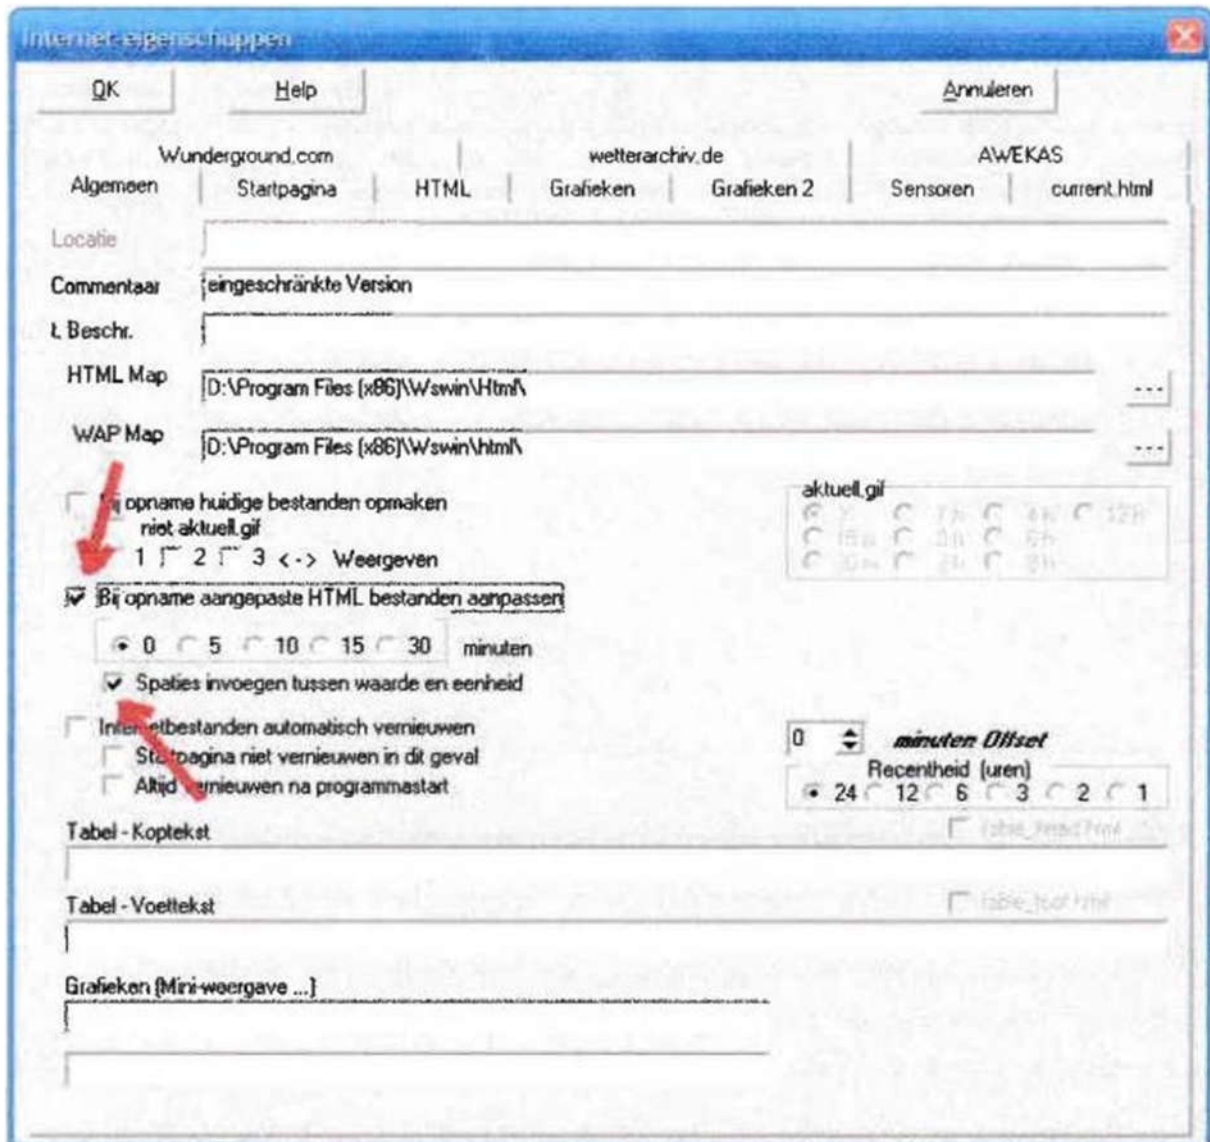 Internet-eigenschappen
OK Help Annuleren
Wunderground.com wetterarchiv.de AWEKAS
Algemeen Startpagina HTML Grafieken Grafieken 2 Sensoren current.html
Locatie
Commentaar eingeschränkte Version
t. Beschr.
HTML Map D:\Program Files (x86)\Wswin\Html\ ...
WAP Map D:\Program Files (x86)\Wswin\html\ ...
opname huidige bestanden opmaken aktuell.gif
niet aktuell.gif
1 2 3 <-> Weergeven
Bij opname aangepaste HTML bestanden aanpassen
0 5 10 15 30 minuten
Spaties invoegen tussen waarde en eenheid
Internetbestanden automatisch vernieuwen
0 minuten Offset
Startpagina niet vernieuwen in dit geval
Recentheid (uren)
Altijd vernieuwen na programmastart
24 12 6 3 2 1
Tabel - Koptekst
Tabel - Voettekst
Grafieken (Mini-weergave ...)